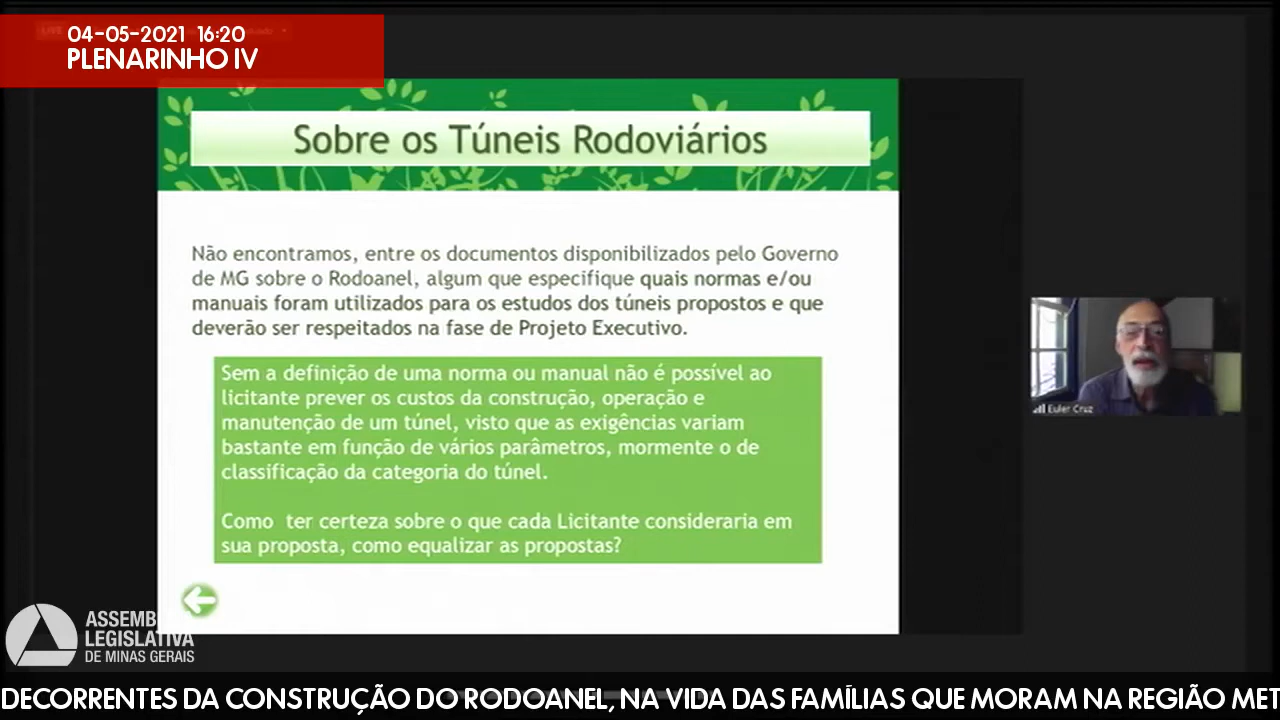 04-05-2021 16:20
PLENARINHO IV
Sobre os Túneis Rodoviários
Não encontramos, entre os documentos disponibilizados pelo Governo
de MG sobre o Rodoanel, algum que especifique quais normas e/ou
manuais foram utilizados para os estudos dos túneis propostos e que
deverão ser respeitados na fase de Projeto Executivo.
Sem a definição de uma norma ou manual não é possível ao
licitante prever os custos da construção, operação e
manutenção de um túnel, visto que as exigências variam
bastante em função de vários parâmetros, mormente o de
classificação da categoria do túnel.
Como ter certeza sobre o que cada Licitante consideraria em
sua proposta, como equalizar as propostas?
Euler Cruz
ASSEMBL
LEGISLATIVA
DE MINAS GERAIS
DECORRENTES DA CONSTRUÇÃO DO RODOANEL, NA VIDA DAS FAMÍLIAS QUE MORAM NA REGIÃO MET